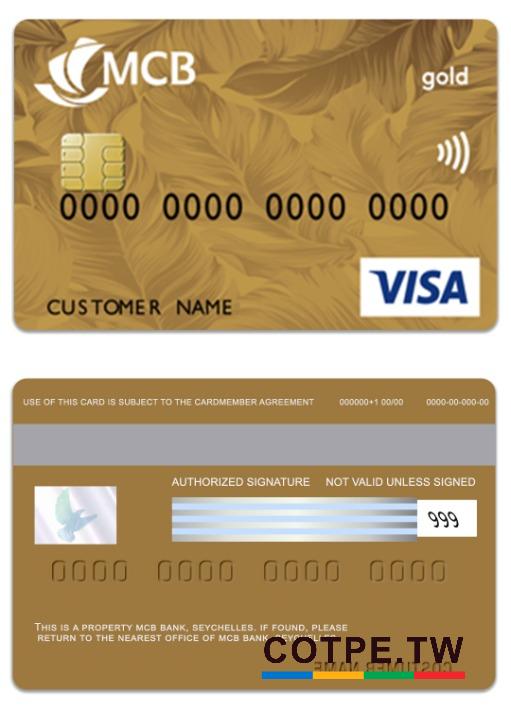 MCB
gold
0000 0000 0000 0000
VISA
CUSTOMER NAME
USE OF THIS CARD IS SUBJECT TO THE CARDMEMBER AGREEMENT 000000+1 00/00 0000-00-000-00
AUTHORIZED SIGNATURE NOT VALID UNLESS SIGNED
999
0000 0000 0000 0000
THIS IS A PROPERTY MCB BANK, SEYCHELLES. IF FOUND, PLEASE
RETURN TO THE NEAREST OFFICE OF MCB BANK, SEYCHELLES.
COTPE.TW
CUSTOMER NAME